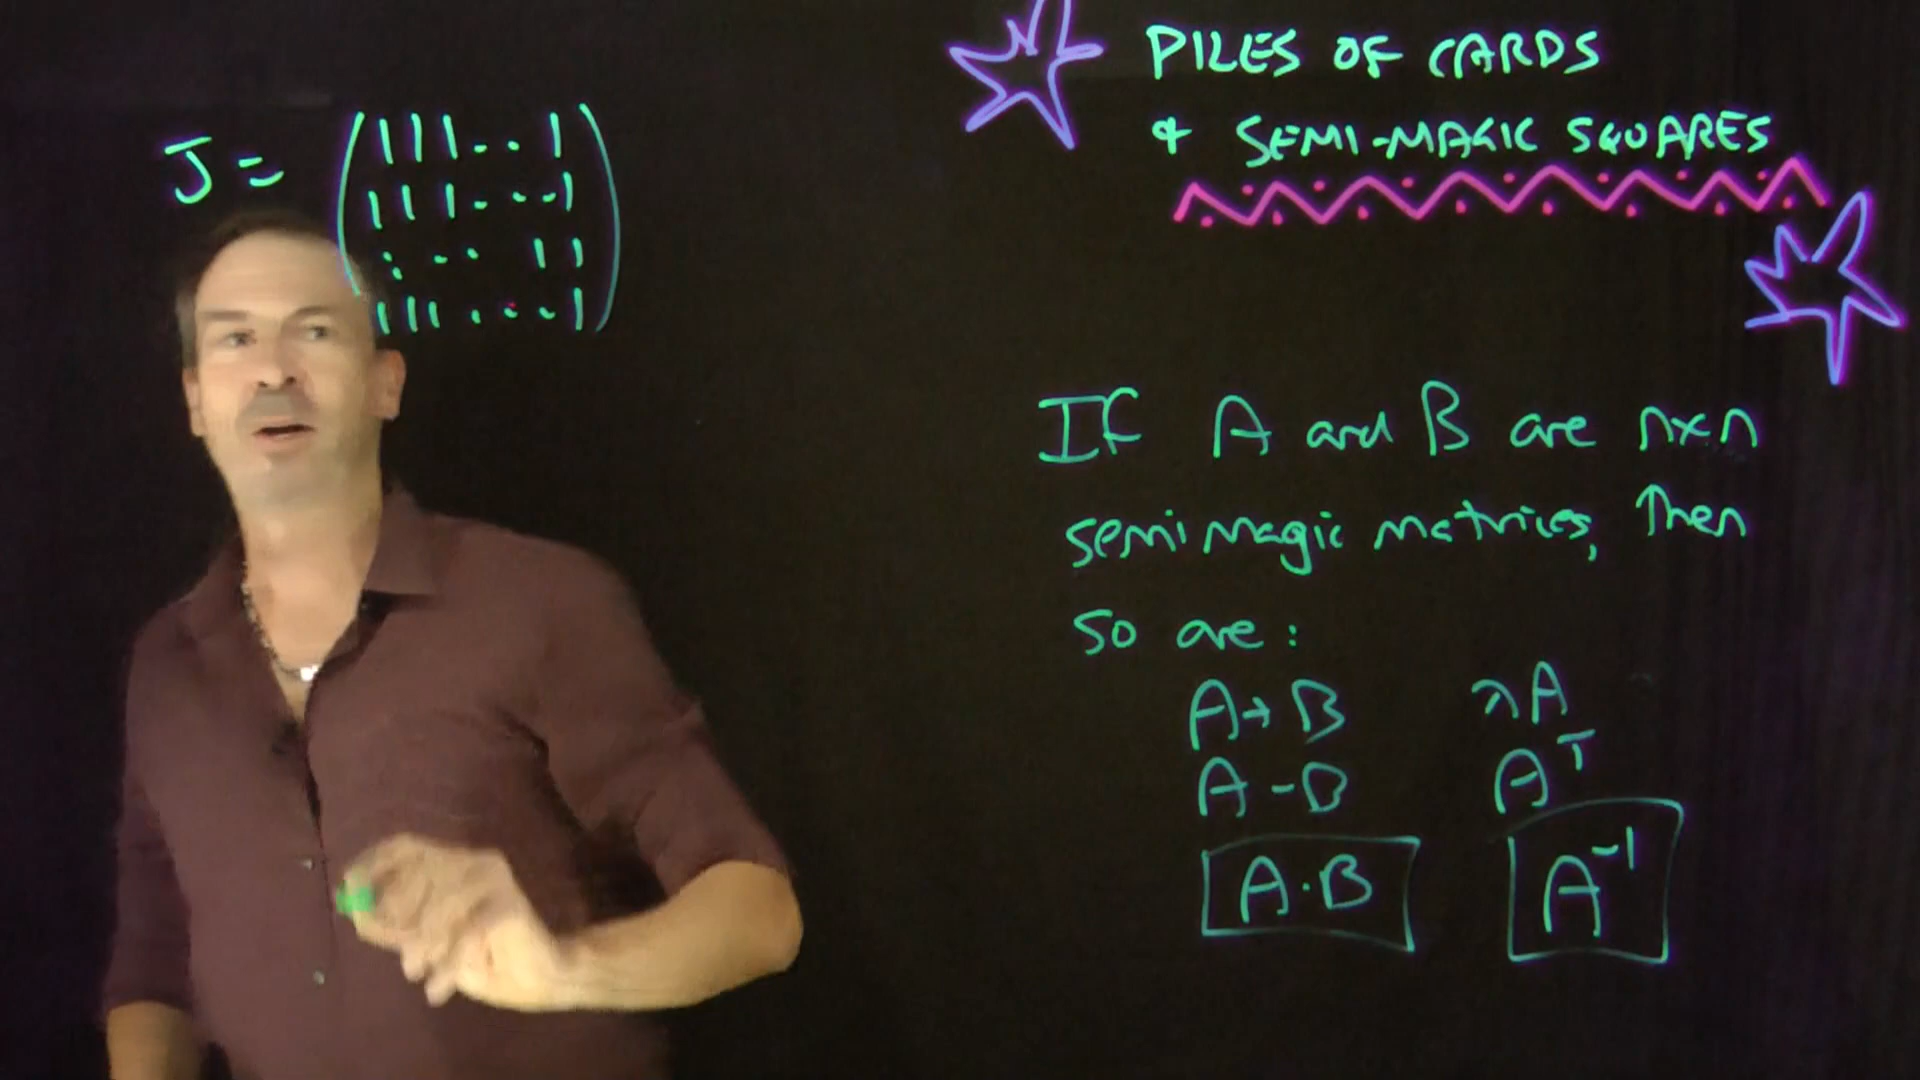 PILES OF CARDS
& SEMI-MAGIC SQUARES
J = ( 1 1 1 . . 1
1 1 1 . . . 1
: . . . 1 1
1 1 1 . . . . 1 )
If A and B are n×n
semimagic matrices, Then
so are:
A+B λA
A-B A^T
A·B A^-1